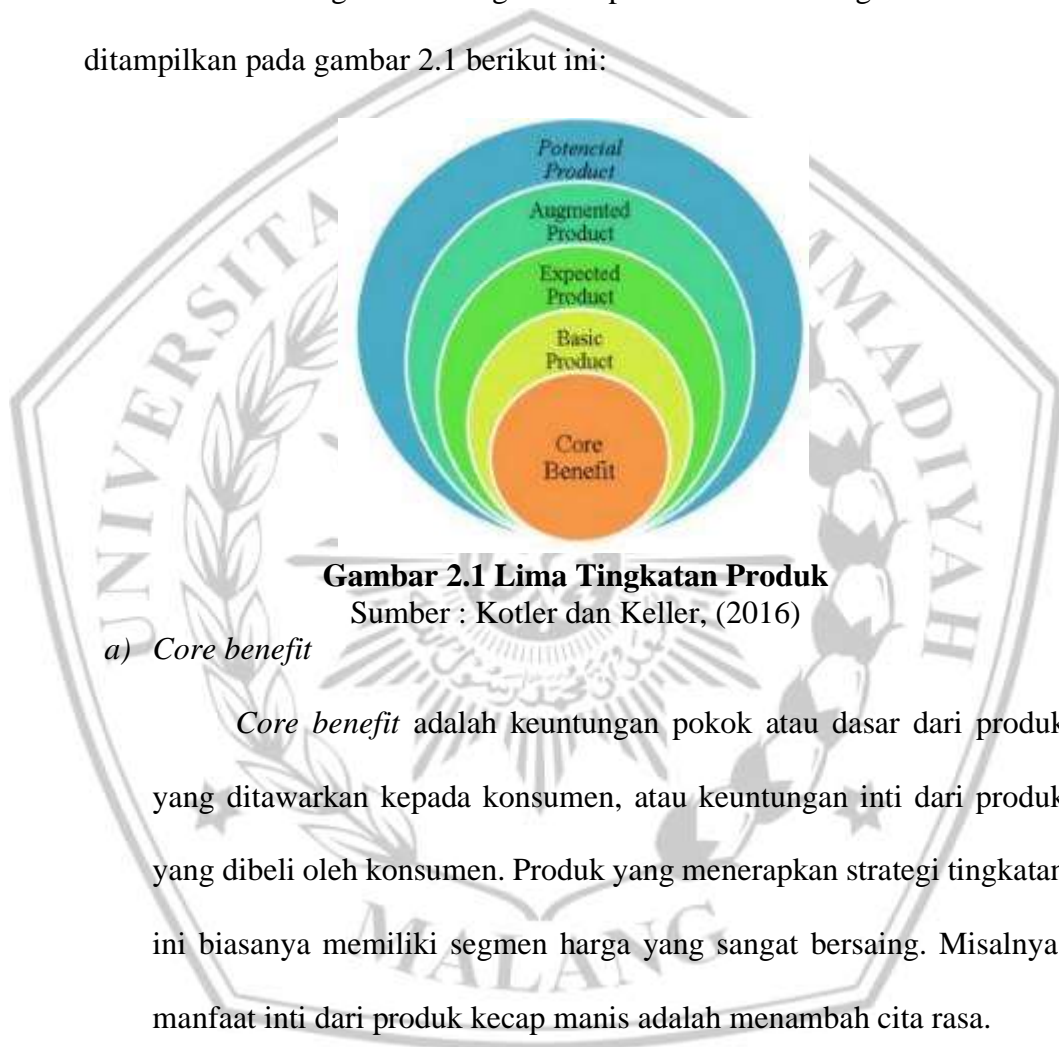 ditampilkan pada gambar 2.1 berikut ini:
Potencial
Product
Augmented
Product
Expected
Product
Basic
Product
Core
Benefit
Gambar 2.1 Lima Tingkatan Produk
Sumber : Kotler dan Keller, (2016)
a) Core benefit
Core benefit adalah keuntungan pokok atau dasar dari produk
yang ditawarkan kepada konsumen, atau keuntungan inti dari produk
yang dibeli oleh konsumen. Produk yang menerapkan strategi tingkatan
ini biasanya memiliki segmen harga yang sangat bersaing. Misalnya
manfaat inti dari produk kecap manis adalah menambah cita rasa.
MALANG